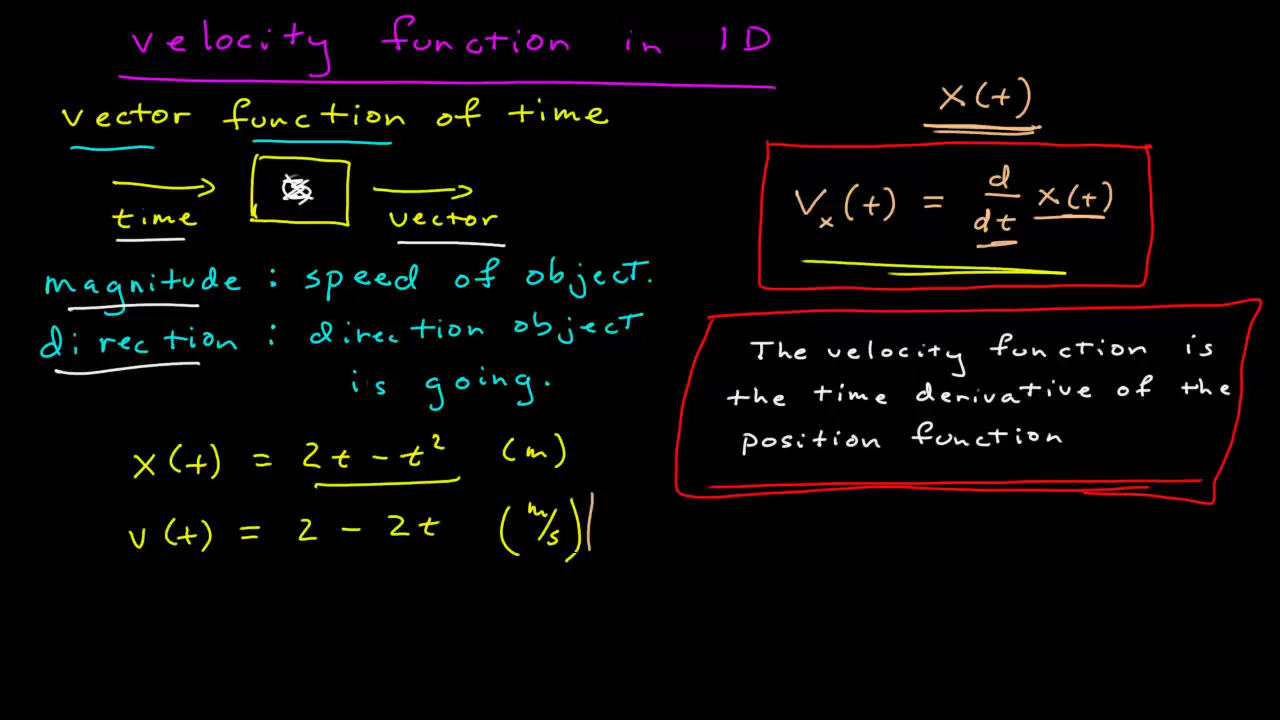 velocity function in 1D
vector function of time
time
vector
magnitude : speed of object.
direction : direction object
is going.
x(t) = 2t - t²   (m)
v(t) = 2 - 2t   (m/s)
x(t)
Vₓ(t) = d/dt x(t)
The velocity function is
the time derivative of the
position function